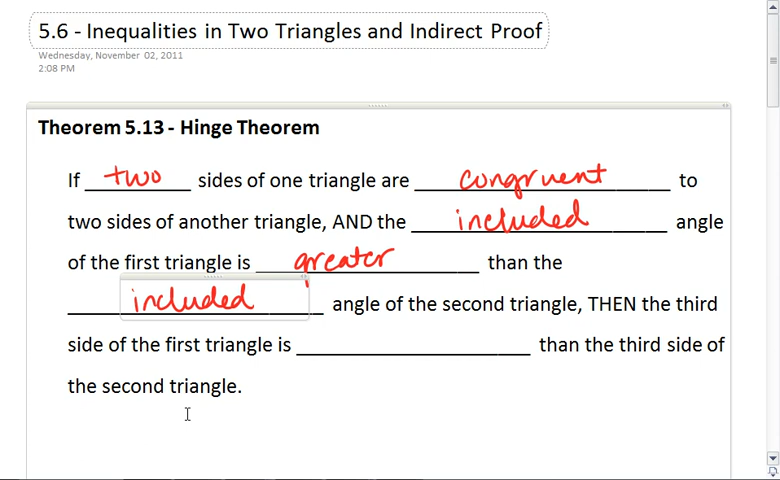 5.6 - Inequalities in Two Triangles and Indirect Proof
Wednesday, November 02, 2011
2:08 PM
Theorem 5.13 - Hinge Theorem
If two sides of one triangle are congruent to
two sides of another triangle, AND the included angle
of the first triangle is greater than the
included angle of the second triangle, THEN the third
side of the first triangle is ____________________ than the third side of
the second triangle.